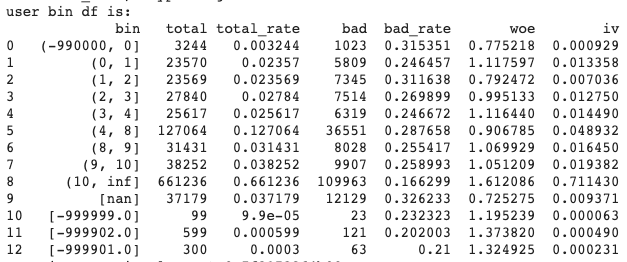 user bin df is:
bin total total_rate bad bad_rate woe iv
0 (-990000, 0] 3244 0.003244 1023 0.315351 0.775218 0.000929
1 (0, 1] 23570 0.02357 5809 0.246457 1.117597 0.013358
2 (1, 2] 23569 0.023569 7345 0.311638 0.792472 0.007036
3 (2, 3] 27840 0.02784 7514 0.269899 0.995133 0.012750
4 (3, 4] 25617 0.025617 6319 0.246672 1.116440 0.014490
5 (4, 8] 127064 0.127064 36551 0.287658 0.906785 0.048932
6 (8, 9] 31431 0.031431 8028 0.255417 1.069929 0.016450
7 (9, 10] 38252 0.038252 9907 0.258993 1.051209 0.019382
8 (10, inf] 661236 0.661236 109963 0.166299 1.612086 0.711430
9 [nan] 37179 0.037179 12129 0.326233 0.725275 0.009371
10 [-999999.0] 99 9.9e-05 23 0.232323 1.195239 0.000063
11 [-999902.0] 599 0.000599 121 0.202003 1.373820 0.000490
12 [-999901.0] 300 0.0003 63 0.21 1.324925 0.000231